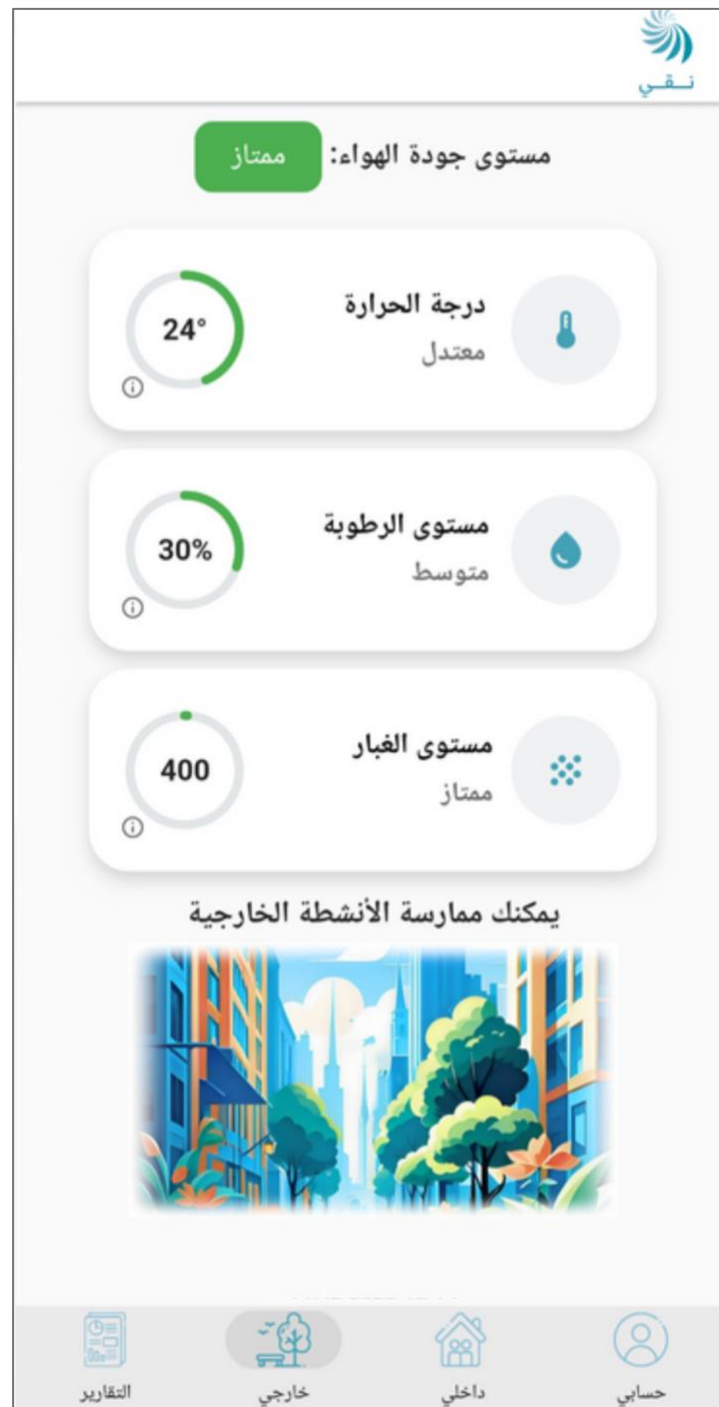 نـقـي
مستوى جودة الهواء: ممتاز
درجة الحرارة
معتدل
24°
مستوى الرطوبة
متوسط
30%
مستوى الغبار
ممتاز
400
يمكنك ممارسة الأنشطة الخارجية
حسابي
داخلي
خارجي
التقارير